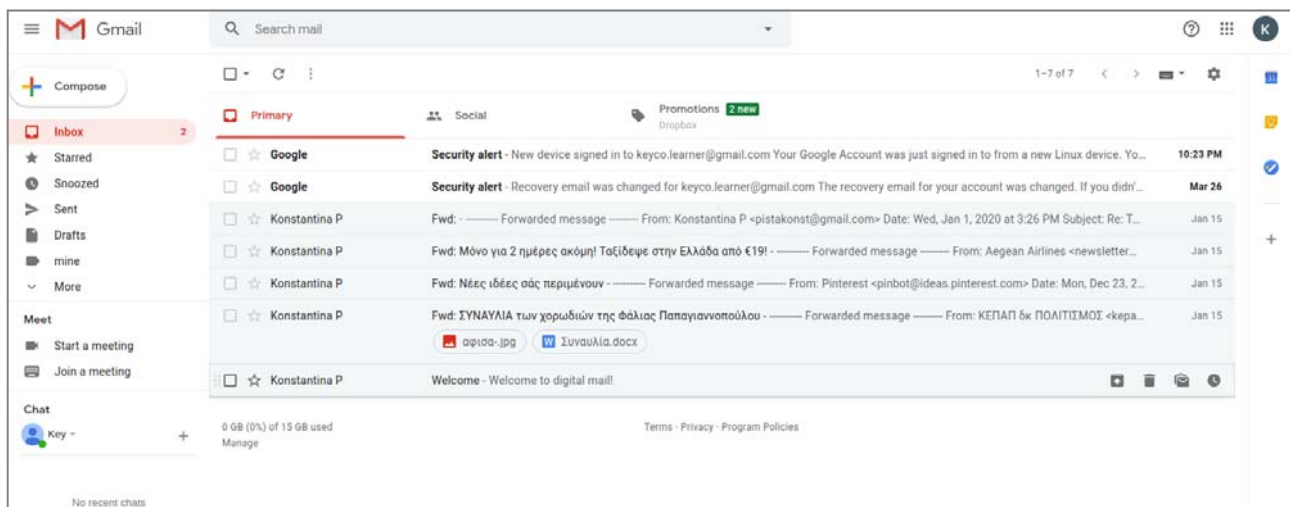 Gmail
Search mail
K
Compose
1–7 of 7
Primary
Social
Promotions 2 new
Dropbox
Inbox 2
Starred
Snoozed
Sent
Drafts
mine
More
Meet
Start a meeting
Join a meeting
Chat
Key
No recent chats
Google Security alert - New device signed in to keyco.learner@gmail.com Your Google Account was just signed in to from a new Linux device. Yo... 10:23 PM
Google Security alert - Recovery email was changed for keyco.learner@gmail.com The recovery email for your account was changed. If you didn'... Mar 26
Konstantina P Fwd: - ---------- Forwarded message --------- From: Konstantina P <pistakonst@gmail.com> Date: Wed, Jan 1, 2020 at 3:26 PM Subject: Re: T... Jan 15
Konstantina P Fwd: Μόνο για 2 ημέρες ακόμη! Ταξίδεψε στην Ελλάδα από €19! - ---------- Forwarded message --------- From: Aegean Airlines <newsletter... Jan 15
Konstantina P Fwd: Νέες ιδέες σάς περιμένουν - ---------- Forwarded message --------- From: Pinterest <pinbot@ideas.pinterest.com> Date: Mon, Dec 23, 2... Jan 15
Konstantina P Fwd: ΣΥΝΑΥΛΙΑ των χορωδιών της Φάλιας Παπαγιαννοπούλου - ---------- Forwarded message --------- From: ΚΕΠΑΠ δκ ΠΟΛΙΤΙΣΜΟΣ <kepa... Jan 15
αφισα-.jpg W Συναυλία.docx
Konstantina P Welcome - Welcome to digital mail!
0 GB (0%) of 15 GB used
Manage
Terms · Privacy · Program Policies